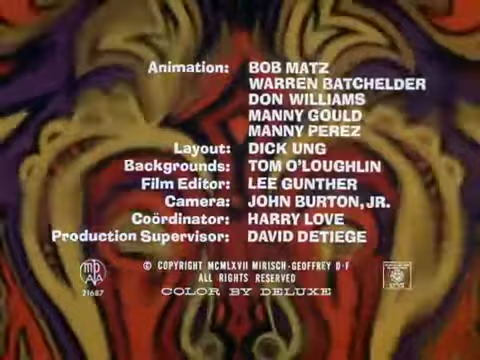 Animation: BOB MATZ
WARREN BATCHELDER
DON WILLIAMS
MANNY GOULD
MANNY PEREZ
Layout: DICK UNG
Backgrounds: TOM O'LOUGHLIN
Film Editor: LEE GUNTHER
Camera: JOHN BURTON, JR.
Coördinator: HARRY LOVE
Production Supervisor: DAVID DETIEGE
© COPYRIGHT MCMLXVII MIRISCH-GEOFFREY D·F
ALL RIGHTS RESERVED
21687
COLOR BY DELUXE